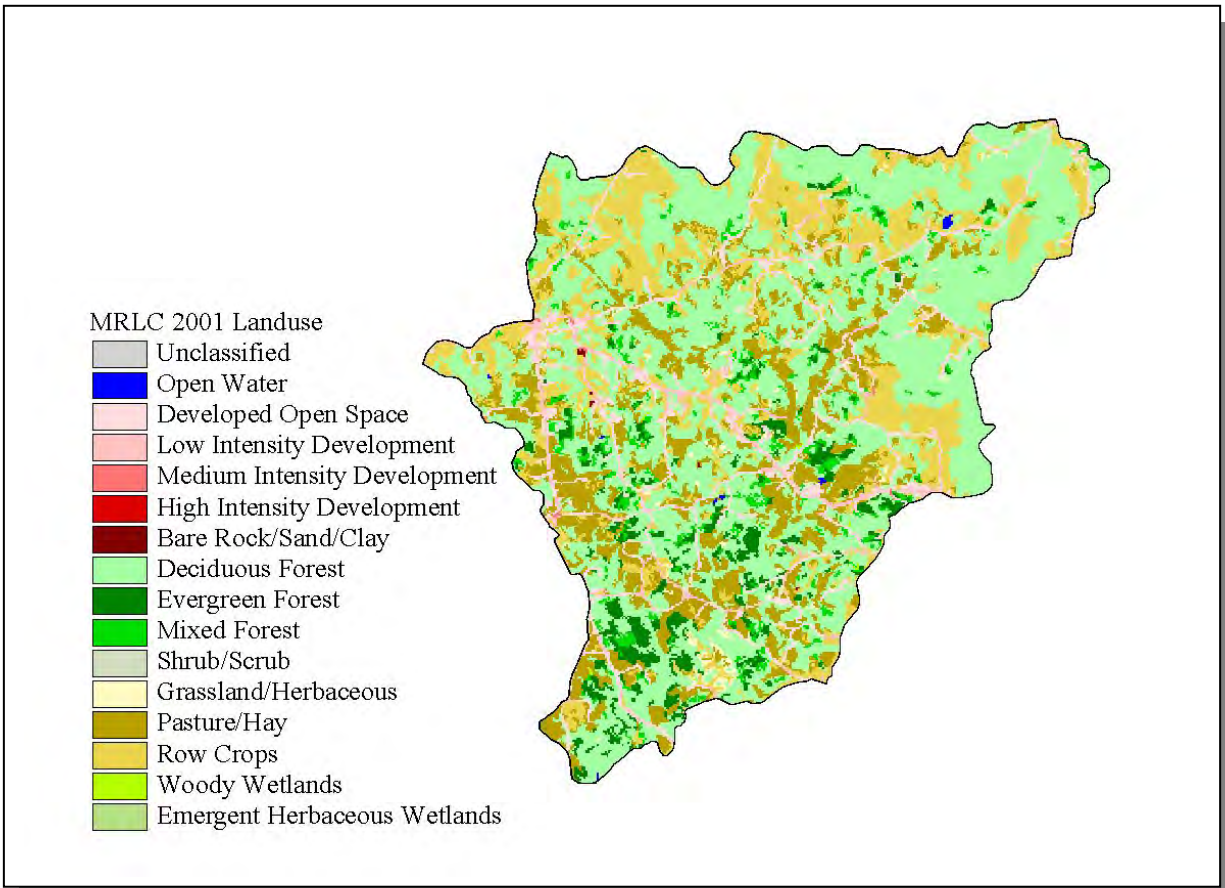 MRLC 2001 Landuse
Unclassified
Open Water
Developed Open Space
Low Intensity Development
Medium Intensity Development
High Intensity Development
Bare Rock/Sand/Clay
Deciduous Forest
Evergreen Forest
Mixed Forest
Shrub/Scrub
Grassland/Herbaceous
Pasture/Hay
Row Crops
Woody Wetlands
Emergent Herbaceous Wetlands